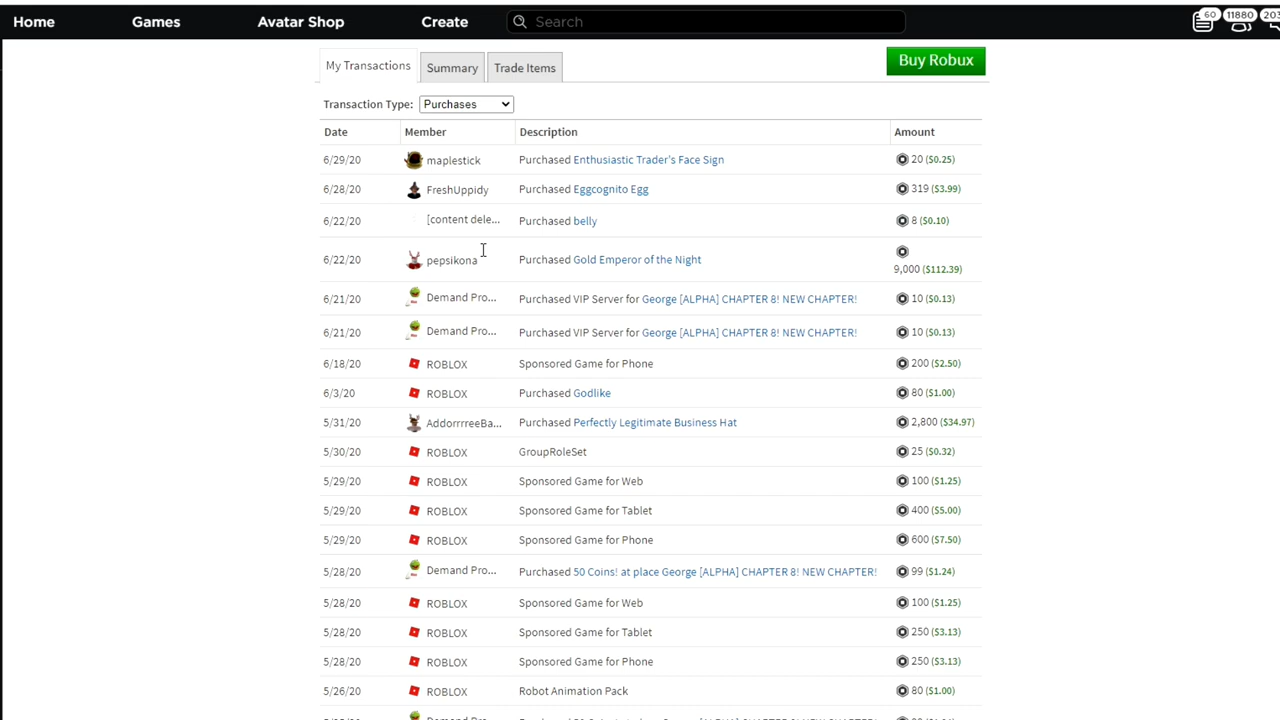 Home Games Avatar Shop Create Search 60 11880 203
My Transactions Summary Trade Items Buy Robux
Transaction Type: Purchases
Date Member Description Amount
6/29/20 maplestick Purchased Enthusiastic Trader's Face Sign 20 ($0.25)
6/28/20 FreshUppidy Purchased Eggcognito Egg 319 ($3.99)
6/22/20 [content dele... Purchased belly 8 ($0.10)
6/22/20 pepsikona Purchased Gold Emperor of the Night 9,000 ($112.39)
6/21/20 Demand Pro... Purchased VIP Server for George [ALPHA] CHAPTER 8! NEW CHAPTER! 10 ($0.13)
6/21/20 Demand Pro... Purchased VIP Server for George [ALPHA] CHAPTER 8! NEW CHAPTER! 10 ($0.13)
6/18/20 ROBLOX Sponsored Game for Phone 200 ($2.50)
6/3/20 ROBLOX Purchased Godlike 80 ($1.00)
5/31/20 AddorrrreeBa... Purchased Perfectly Legitimate Business Hat 2,800 ($34.97)
5/30/20 ROBLOX GroupRoleSet 25 ($0.32)
5/29/20 ROBLOX Sponsored Game for Web 100 ($1.25)
5/29/20 ROBLOX Sponsored Game for Tablet 400 ($5.00)
5/29/20 ROBLOX Sponsored Game for Phone 600 ($7.50)
5/28/20 Demand Pro... Purchased 50 Coins! at place George [ALPHA] CHAPTER 8! NEW CHAPTER! 99 ($1.24)
5/28/20 ROBLOX Sponsored Game for Web 100 ($1.25)
5/28/20 ROBLOX Sponsored Game for Tablet 250 ($3.13)
5/28/20 ROBLOX Sponsored Game for Phone 250 ($3.13)
5/26/20 ROBLOX Robot Animation Pack 80 ($1.00)